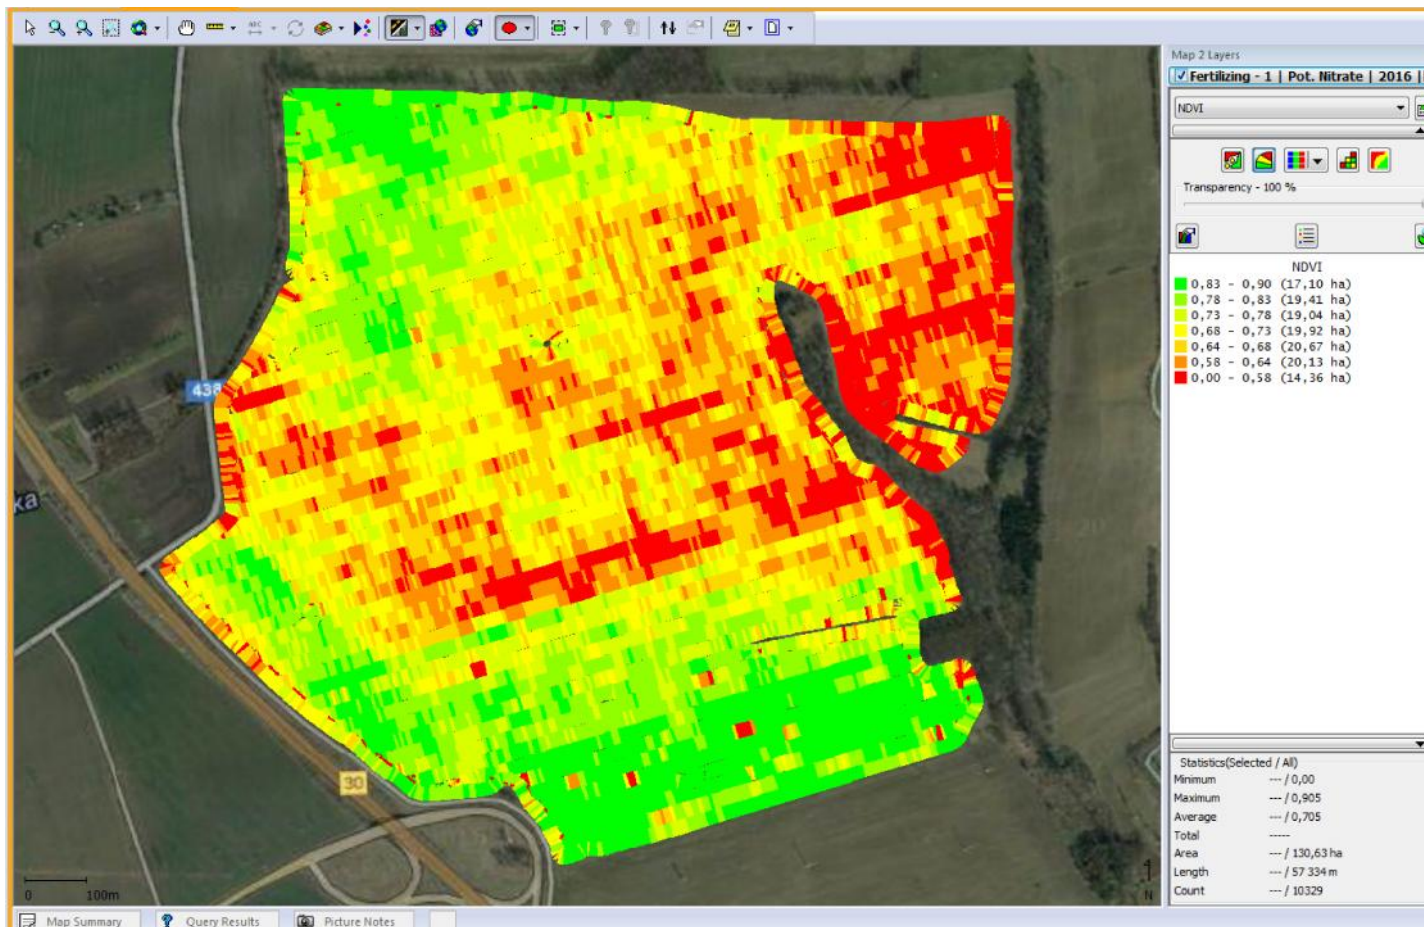 Map 2 Layers
Fertilizing - 1 | Pot. Nitrate | 2016 |
NDVI
Transparency - 100 %
NDVI
0,83 - 0,90 (17,10 ha)
0,78 - 0,83 (19,41 ha)
0,73 - 0,78 (19,04 ha)
0,68 - 0,73 (19,92 ha)
0,64 - 0,68 (20,67 ha)
0,58 - 0,64 (20,13 ha)
0,00 - 0,58 (14,36 ha)
438
ka
30
0 100m
N
Statistics(Selected / All)
Minimum --- / 0,00
Maximum --- / 0,905
Average --- / 0,705
Total -----
Area --- / 130,63 ha
Length --- / 57 334 m
Count --- / 10329
Map Summary Query Results Picture Notes